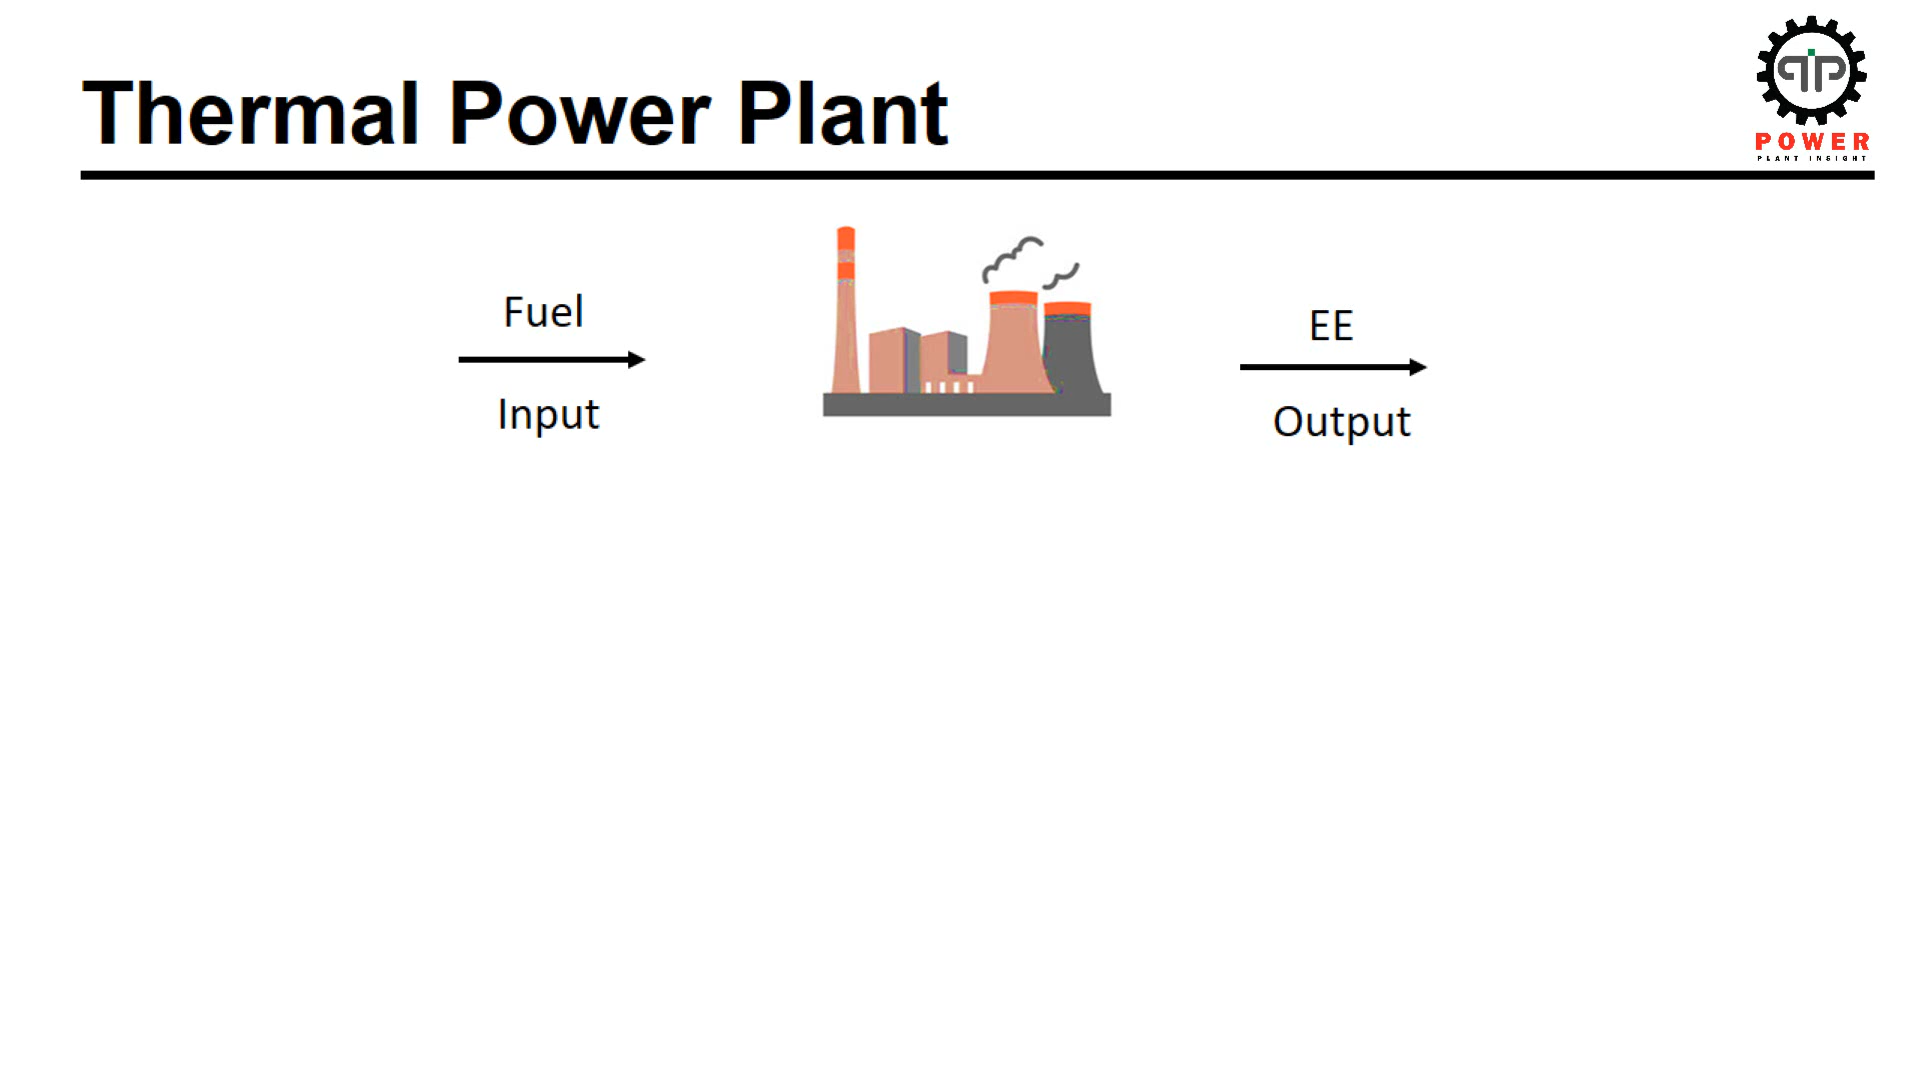 Thermal Power Plant
POWER
PLANT INSIGHT
Fuel
Input
EE
Output